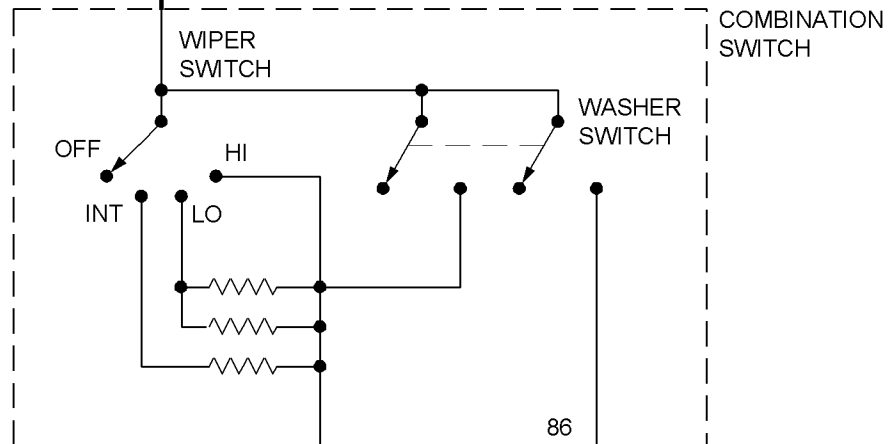 COMBINATION
SWITCH
WIPER
SWITCH
WASHER
SWITCH
OFF
HI
INT
LO
86